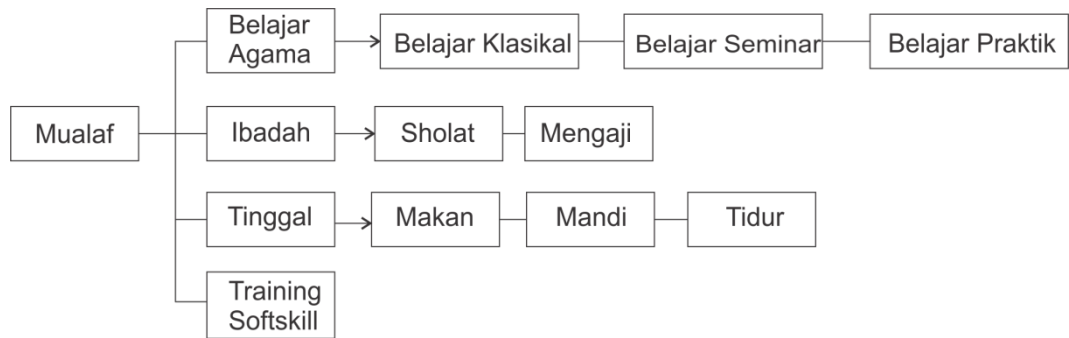 Belajar
Agama
Belajar Klasikal
Belajar Seminar
Belajar Praktik
Mualaf
Ibadah
Sholat
Mengaji
Tinggal
Makan
Mandi
Tidur
Training
Softskill